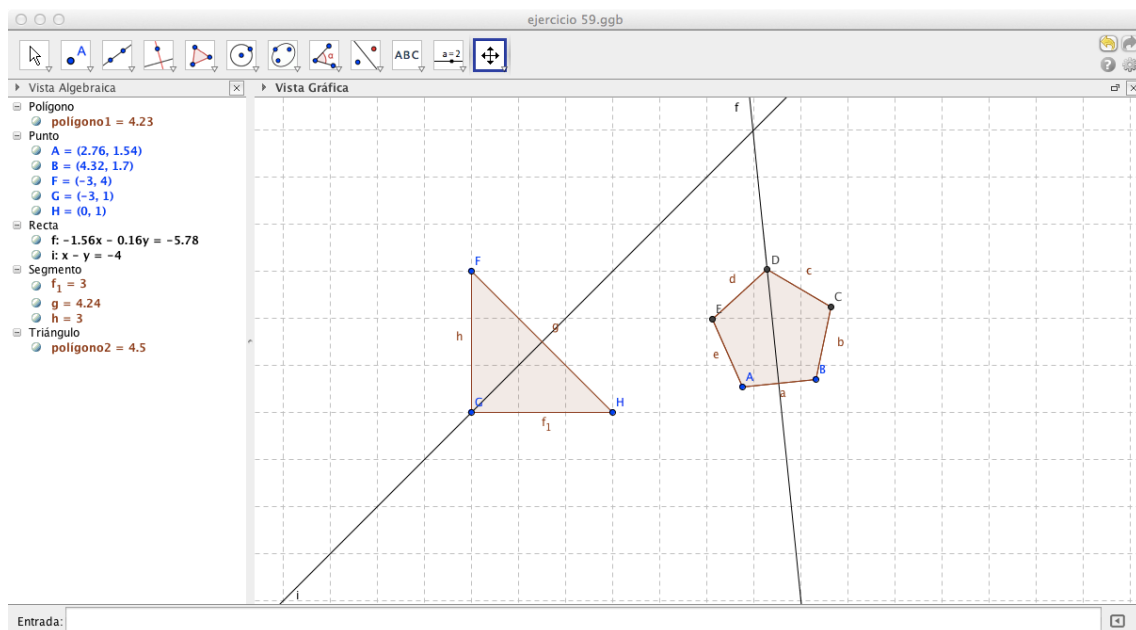 ejercicio 59.ggb
A
α
ABC
a=2
?
Vista Algebraica
Polígono
polígono1 = 4.23
Punto
A = (2.76, 1.54)
B = (4.32, 1.7)
F = (-3, 4)
G = (-3, 1)
H = (0, 1)
Recta
f: -1.56x - 0.16y = -5.78
i: x - y = -4
Segmento
f₁ = 3
g = 4.24
h = 3
Triángulo
polígono2 = 4.5
Vista Gráfica
f
F
D
d
c
E
C
g
h
b
e
A
B
a
G
H
f₁
i
Entrada: